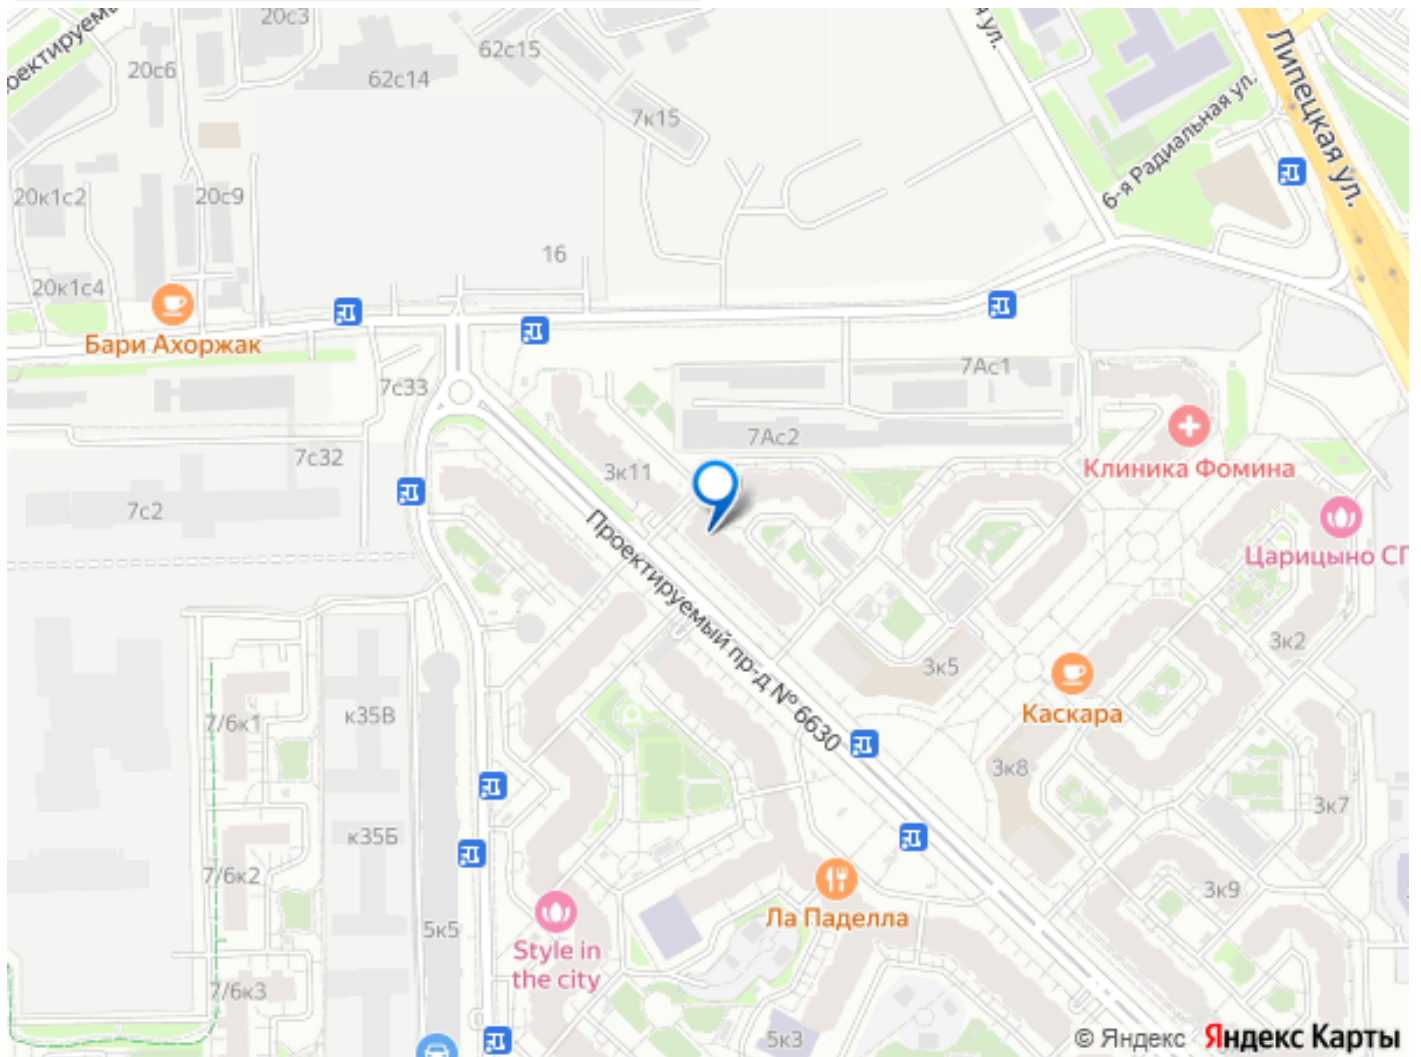 20с3
62с15
20с6
62с14
7к15
Липецкая ул.
6-я Радиальная ул.
20к1с2
20с9
16
20к1с4
Бари Ахоржак
7с33
7Ас1
7Ас2
7с32
3к11
Клиника Фомина
7с2
Проектируемый пр-д № 6630
Царицыно СП
3к5
3к2
Каскара
7/6к1
к35В
3к8
3к7
к35Б
7/6к2
3к9
Ла Паделла
5к5
Style in
the city
7/6к3
5к3
© Яндекс Яндекс Карты